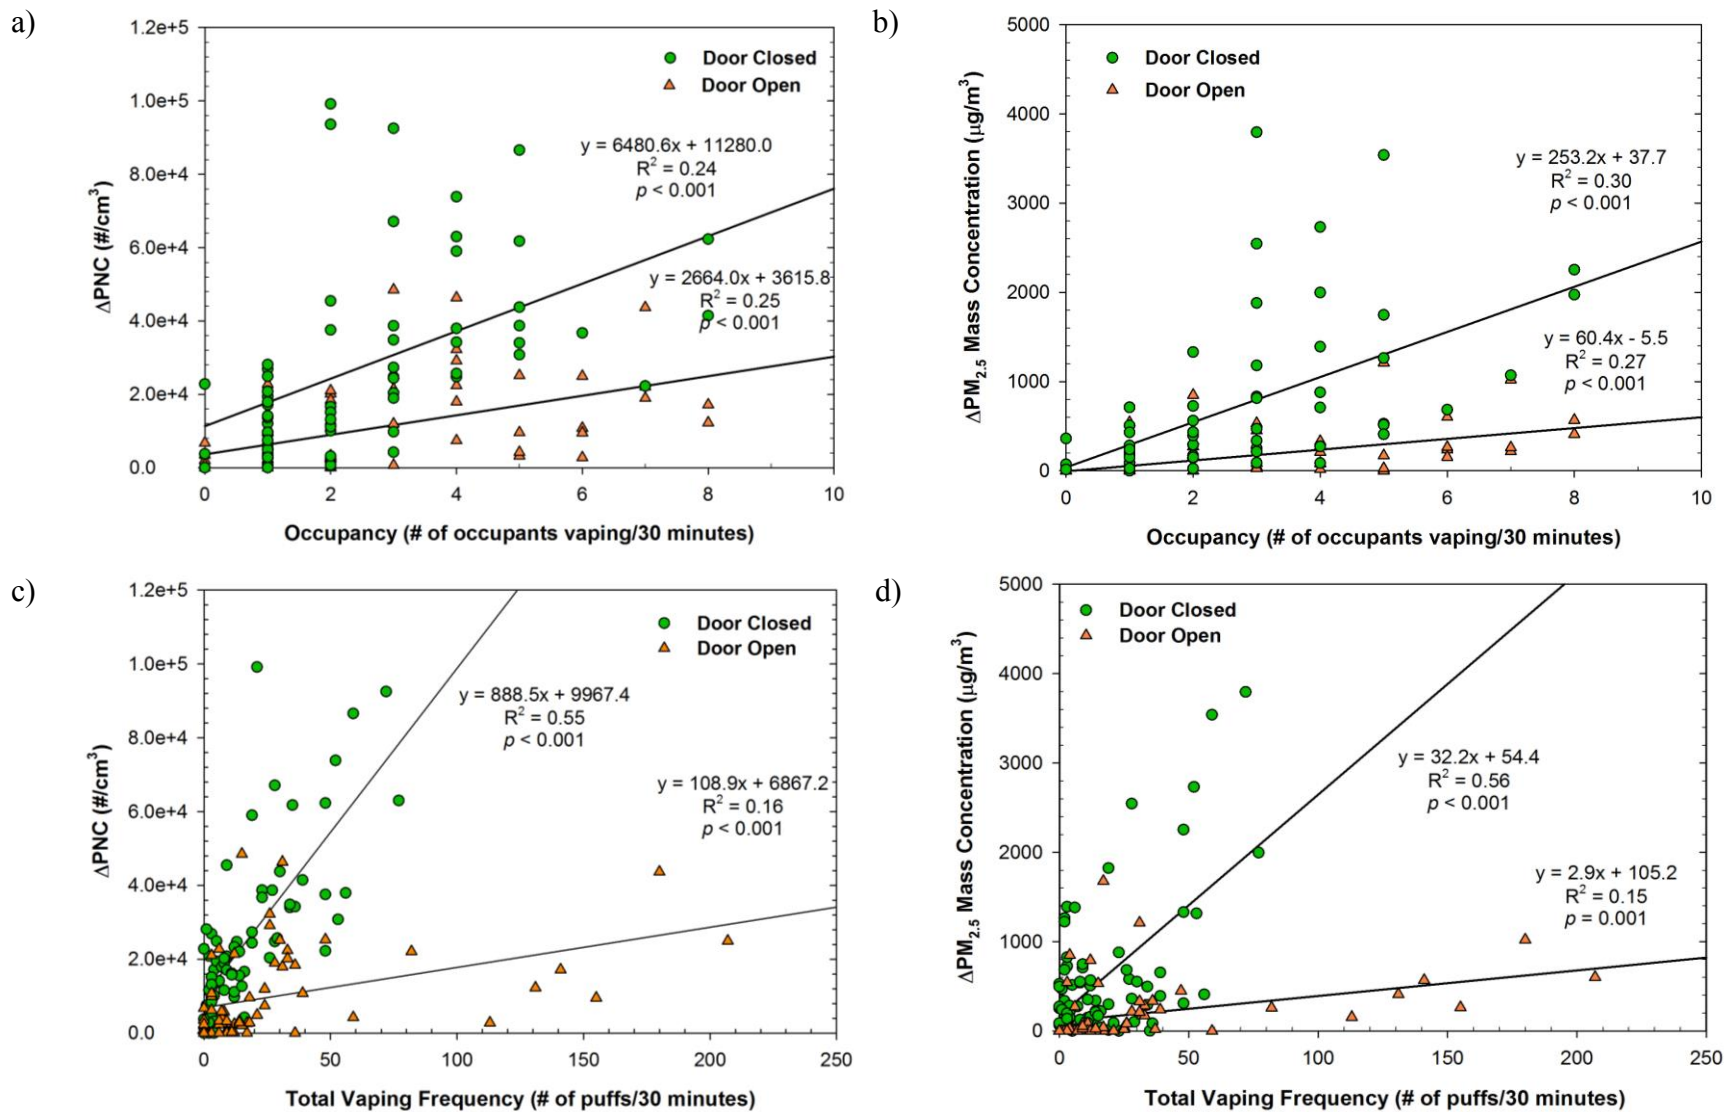 a)
1.2e+5
1.0e+5
8.0e+4
6.0e+4
4.0e+4
2.0e+4
0.0
ΔPNC (#/cm³)
Door Closed
Door Open
y = 6480.6x + 11280.0
R² = 0.24
p < 0.001
y = 2664.0x + 3615.8
R² = 0.25
p < 0.001
0 2 4 6 8 10
Occupancy (# of occupants vaping/30 minutes)
b)
5000
4000
3000
2000
1000
0
ΔPM₂.₅ Mass Concentration (μg/m³)
Door Closed
Door Open
y = 253.2x + 37.7
R² = 0.30
p < 0.001
y = 60.4x - 5.5
R² = 0.27
p < 0.001
0 2 4 6 8 10
Occupancy (# of occupants vaping/30 minutes)
c)
1.2e+5
1.0e+5
8.0e+4
6.0e+4
4.0e+4
2.0e+4
0.0
ΔPNC (#/cm³)
Door Closed
Door Open
y = 888.5x + 9967.4
R² = 0.55
p < 0.001
y = 108.9x + 6867.2
R² = 0.16
p < 0.001
0 50 100 150 200 250
Total Vaping Frequency (# of puffs/30 minutes)
d)
5000
4000
3000
2000
1000
0
ΔPM₂.₅ Mass Concentration (μg/m³)
Door Closed
Door Open
y = 32.2x + 54.4
R² = 0.56
p < 0.001
y = 2.9x + 105.2
R² = 0.15
p = 0.001
0 50 100 150 200 250
Total Vaping Frequency (# of puffs/30 minutes)